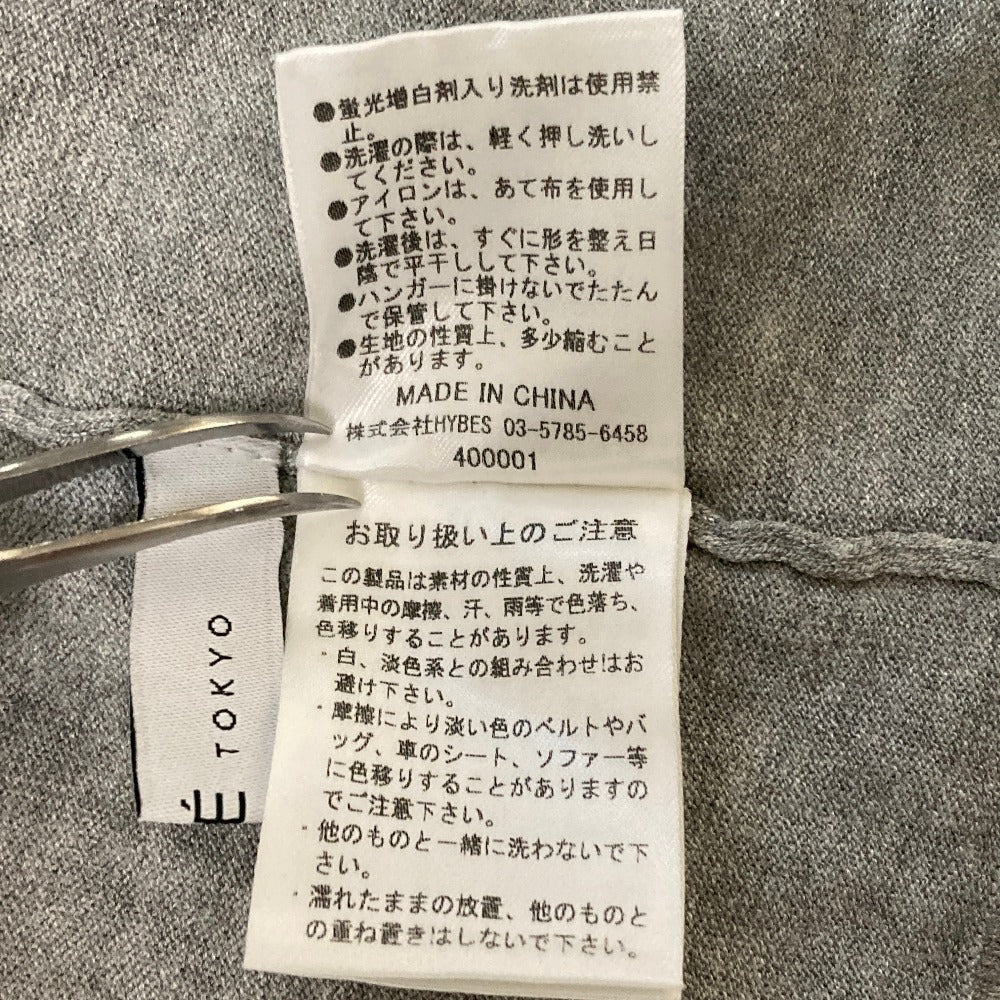 ●蛍光増白剤入り洗剤は使用禁
止。
●洗濯の際は、軽く押し洗いし
てください。
●アイロンは、あて布を使用し
て下さい。
●洗濯後は、すぐに形を整え日
陰で平干しして下さい。
●ハンガーに掛けないでたたん
で保管して下さい。
●生地の性質上、多少縮むこと
があります。
MADE IN CHINA
株式会社HYBES 03-5785-6458
400001
お取り扱い上のご注意
この製品は素材の性質上、洗濯や
着用中の摩擦、汗、雨等で色落ち、
色移りすることがあります。
・白、淡色系との組み合わせはお
避け下さい。
・摩擦により淡い色のベルトやバ
ッグ、車のシート、ソファー等
に色移りすることがありますの
でご注意下さい。
・他のものと一緒に洗わないで下
さい。
・濡れたままの放置、他のものと
の重ね置きはしないで下さい。
É
TOKYO